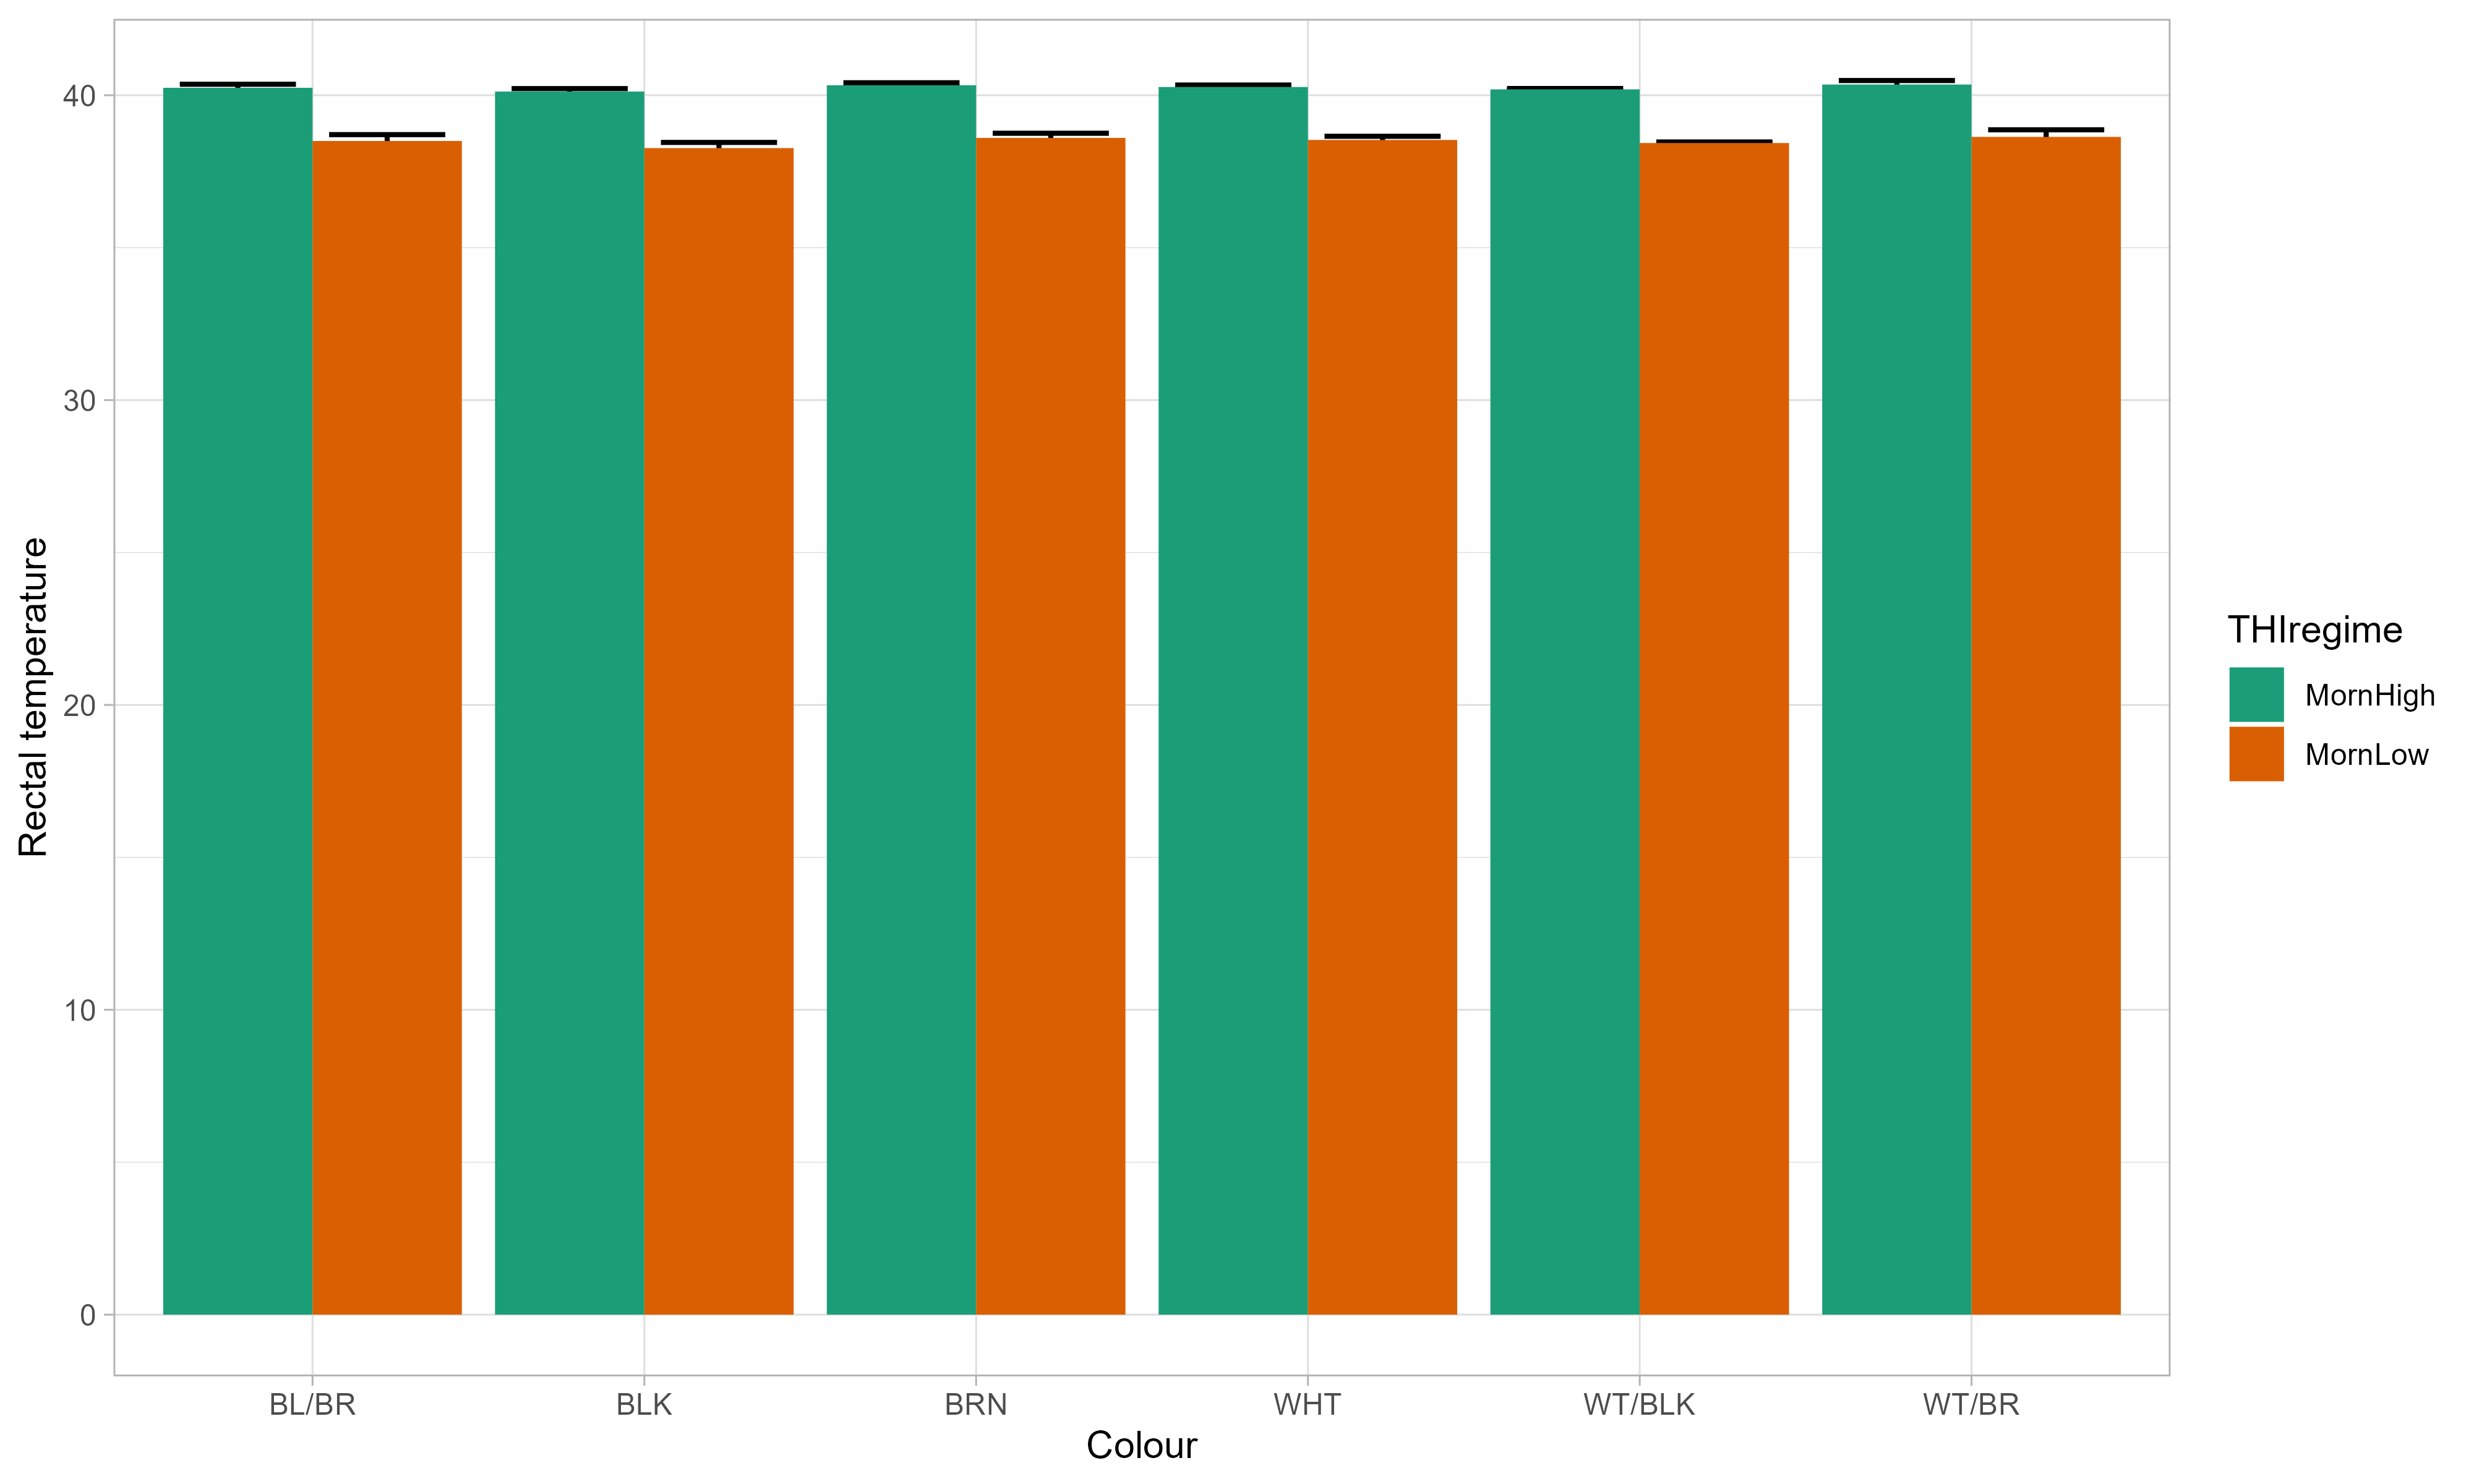 Rectal temperature
40
30
20
10
0
BL/BR BLK BRN WHT WT/BLK WT/BR
Colour
THIregime
MornHigh
MornLow